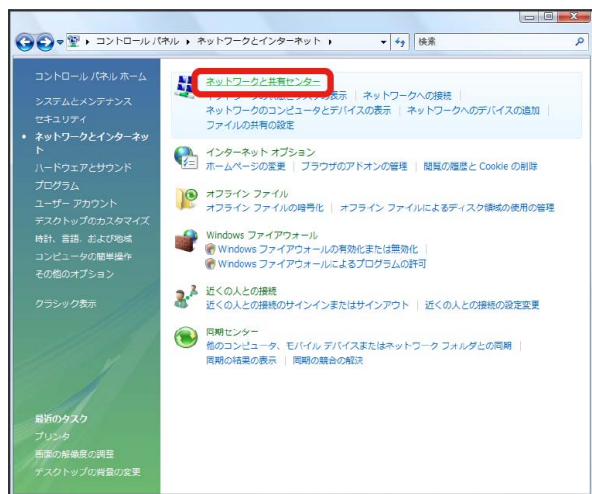 コントロール パネル ▸ ネットワークとインターネット ▸ 検索
コントロール パネル ホーム
システムとメンテナンス
セキュリティ
ネットワークとインターネッ
ト
ハードウェアとサウンド
プログラム
ユーザー アカウント
デスクトップのカスタマイズ
時計、言語、および地域
コンピュータの簡単操作
その他のオプション
クラシック表示
最近のタスク
プリンタ
画面の解像度の調整
デスクトップの背景の変更
ネットワークと共有センター
ネットワークの状態とタスクの表示 | ネットワークへの接続
ネットワークのコンピュータとデバイスの表示 | ネットワークへのデバイスの追加
ファイルの共有の設定
インターネット オプション
ホームページの変更 | ブラウザのアドオンの管理 | 閲覧の履歴と Cookie の削除
オフライン ファイル
オフライン ファイルの暗号化 | オフライン ファイルによるディスク領域の使用の管理
Windows ファイアウォール
Windows ファイアウォールの有効化または無効化
Windows ファイアウォールによるプログラムの許可
近くの人との接続
近くの人との接続のサインインまたはサインアウト | 近くの人との接続の設定変更
同期センター
他のコンピュータ、モバイル デバイスまたはネットワーク フォルダとの同期
同期の結果の表示 | 同期の競合の解決